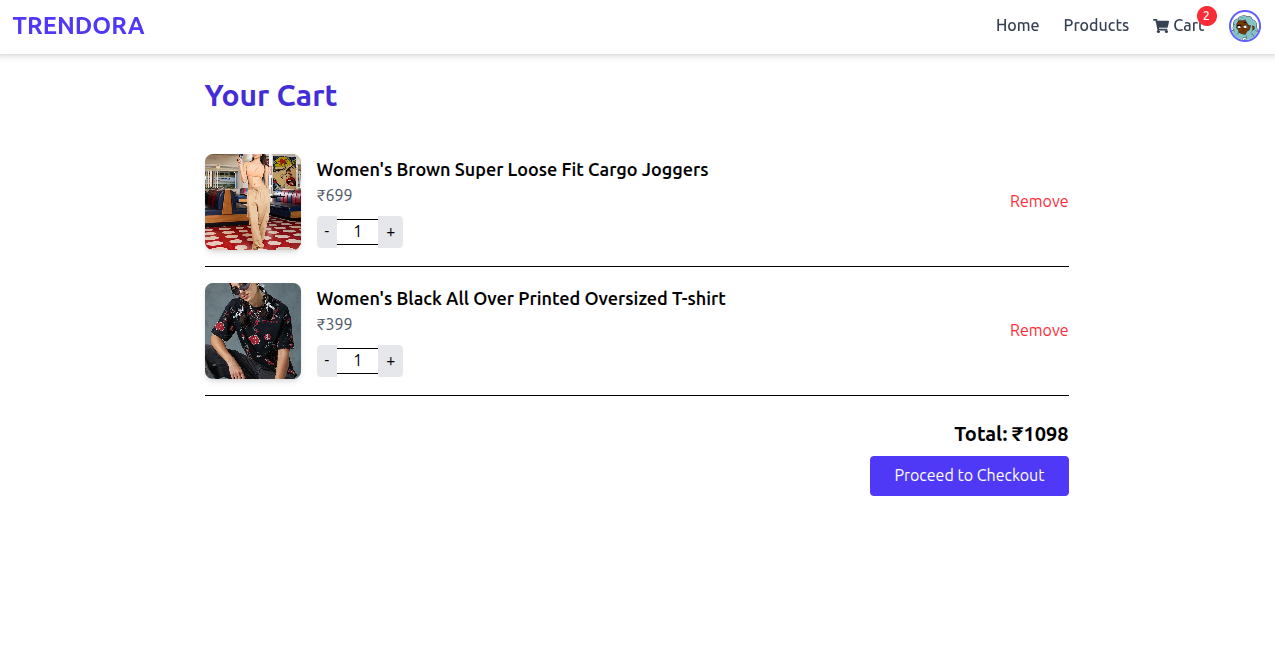 TRENDORA
Home Products Cart 2
Your Cart
Women's Brown Super Loose Fit Cargo Joggers
₹699
- 1 +
Remove
Women's Black All Over Printed Oversized T-shirt
₹399
- 1 +
Remove
Total: ₹1098
Proceed to Checkout